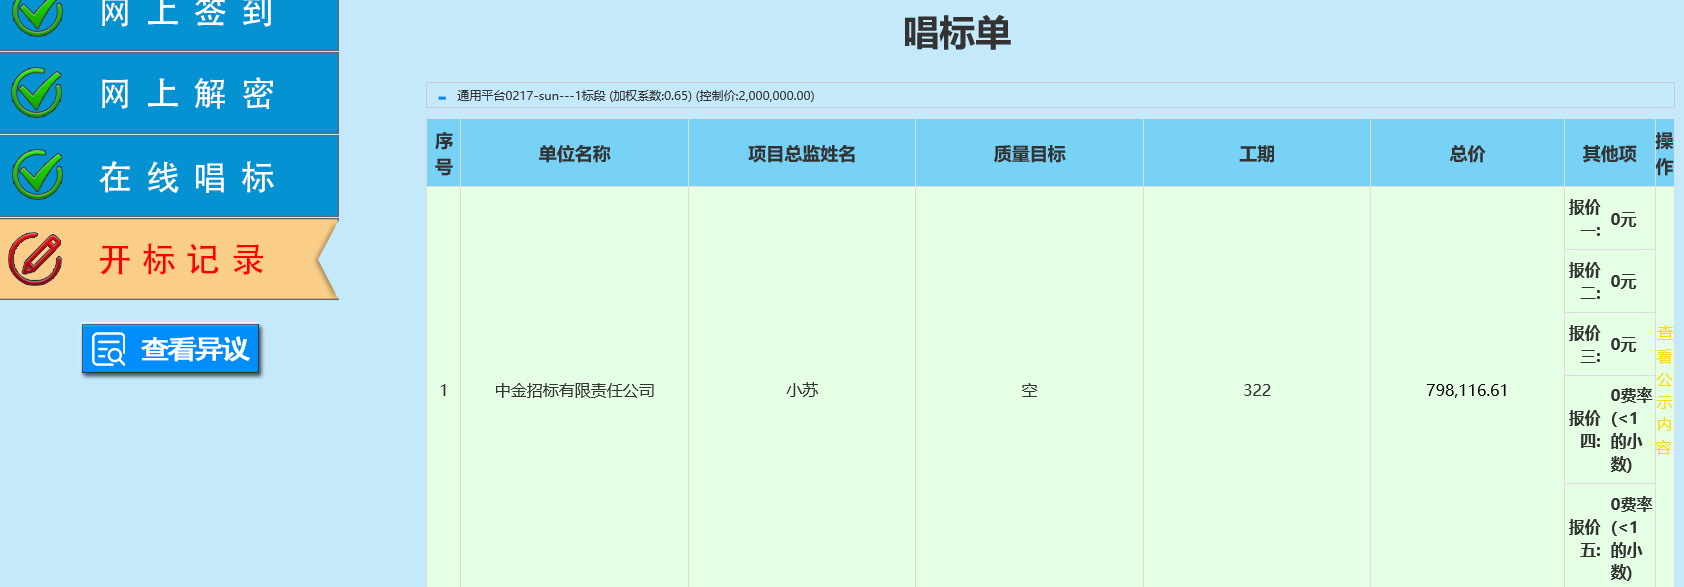 网上签到
网上解密
在线唱标
开标记录
查看异议
唱标单
通用平台0217-sun---1标段 (加权系数:0.65) (控制价:2,000,000.00)
序号 单位名称 项目总监姓名 质量目标 工期 总价 其他项 操作
1 中金招标有限责任公司 小苏 空 322 798,116.61
报价一: 0元
报价二: 0元
报价三: 0元
报价四: 0费率(<1的小数)
报价五: 0费率(<1的小数)
查看公示内容